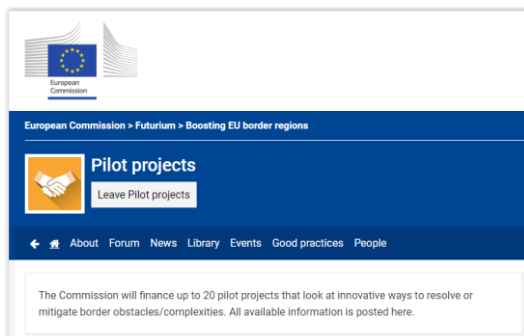 European
Commission
European Commission > Futurium > Boosting EU border regions
Pilot projects
Leave Pilot projects
About Forum News Library Events Good practices People
The Commission will finance up to 20 pilot projects that look at innovative ways to resolve or
mitigate border obstacles/complexities. All available information is posted here.